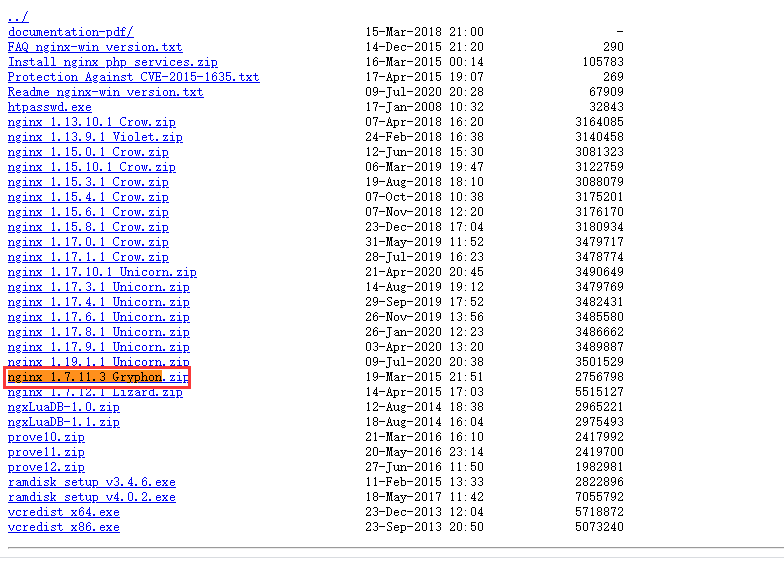 ../
documentation-pdf/ 15-Mar-2018 21:00 -
FAQ nginx-win version.txt 14-Dec-2015 21:20 290
Install nginx php services.zip 16-Mar-2015 00:14 105783
Protection Against CVE-2015-1635.txt 17-Apr-2015 19:07 269
Readme nginx-win version.txt 09-Jul-2020 20:28 67909
htpasswd.exe 17-Jan-2008 10:32 32843
nginx 1.13.10.1 Crow.zip 07-Apr-2018 16:20 3164085
nginx 1.13.9.1 Violet.zip 24-Feb-2018 16:38 3140458
nginx 1.15.0.1 Crow.zip 12-Jun-2018 15:30 3081323
nginx 1.15.10.1 Crow.zip 06-Mar-2019 19:47 3122759
nginx 1.15.3.1 Crow.zip 19-Aug-2018 18:10 3088079
nginx 1.15.4.1 Crow.zip 07-Oct-2018 10:38 3175201
nginx 1.15.6.1 Crow.zip 07-Nov-2018 12:20 3176170
nginx 1.15.8.1 Crow.zip 23-Dec-2018 17:04 3180934
nginx 1.17.0.1 Crow.zip 31-May-2019 11:52 3479717
nginx 1.17.1.1 Crow.zip 28-Jul-2019 16:23 3478774
nginx 1.17.10.1 Unicorn.zip 21-Apr-2020 20:45 3490649
nginx 1.17.3.1 Unicorn.zip 14-Aug-2019 19:12 3479769
nginx 1.17.4.1 Unicorn.zip 29-Sep-2019 17:52 3482431
nginx 1.17.6.1 Unicorn.zip 26-Nov-2019 13:56 3485580
nginx 1.17.8.1 Unicorn.zip 26-Jan-2020 12:23 3486662
nginx 1.17.9.1 Unicorn.zip 03-Apr-2020 13:20 3489887
nginx 1.19.1.1 Unicorn.zip 09-Jul-2020 20:38 3501529
nginx 1.7.11.3 Gryphon.zip 19-Mar-2015 21:51 2756798
nginx 1.7.12.1 Lizard.zip 14-Apr-2015 17:03 5515127
ngxLuaDB-1.0.zip 12-Aug-2014 18:38 2965221
ngxLuaDB-1.1.zip 18-Aug-2014 16:04 2975493
prove10.zip 21-Mar-2016 16:10 2417992
prove11.zip 20-May-2016 23:14 2419700
prove12.zip 27-Jun-2016 11:50 1982981
ramdisk setup v3.4.6.exe 11-Feb-2015 13:33 2822896
ramdisk setup v4.0.2.exe 18-May-2017 11:42 7055792
vcredist x64.exe 23-Dec-2013 12:04 5718872
vcredist x86.exe 23-Sep-2013 20:50 5073240